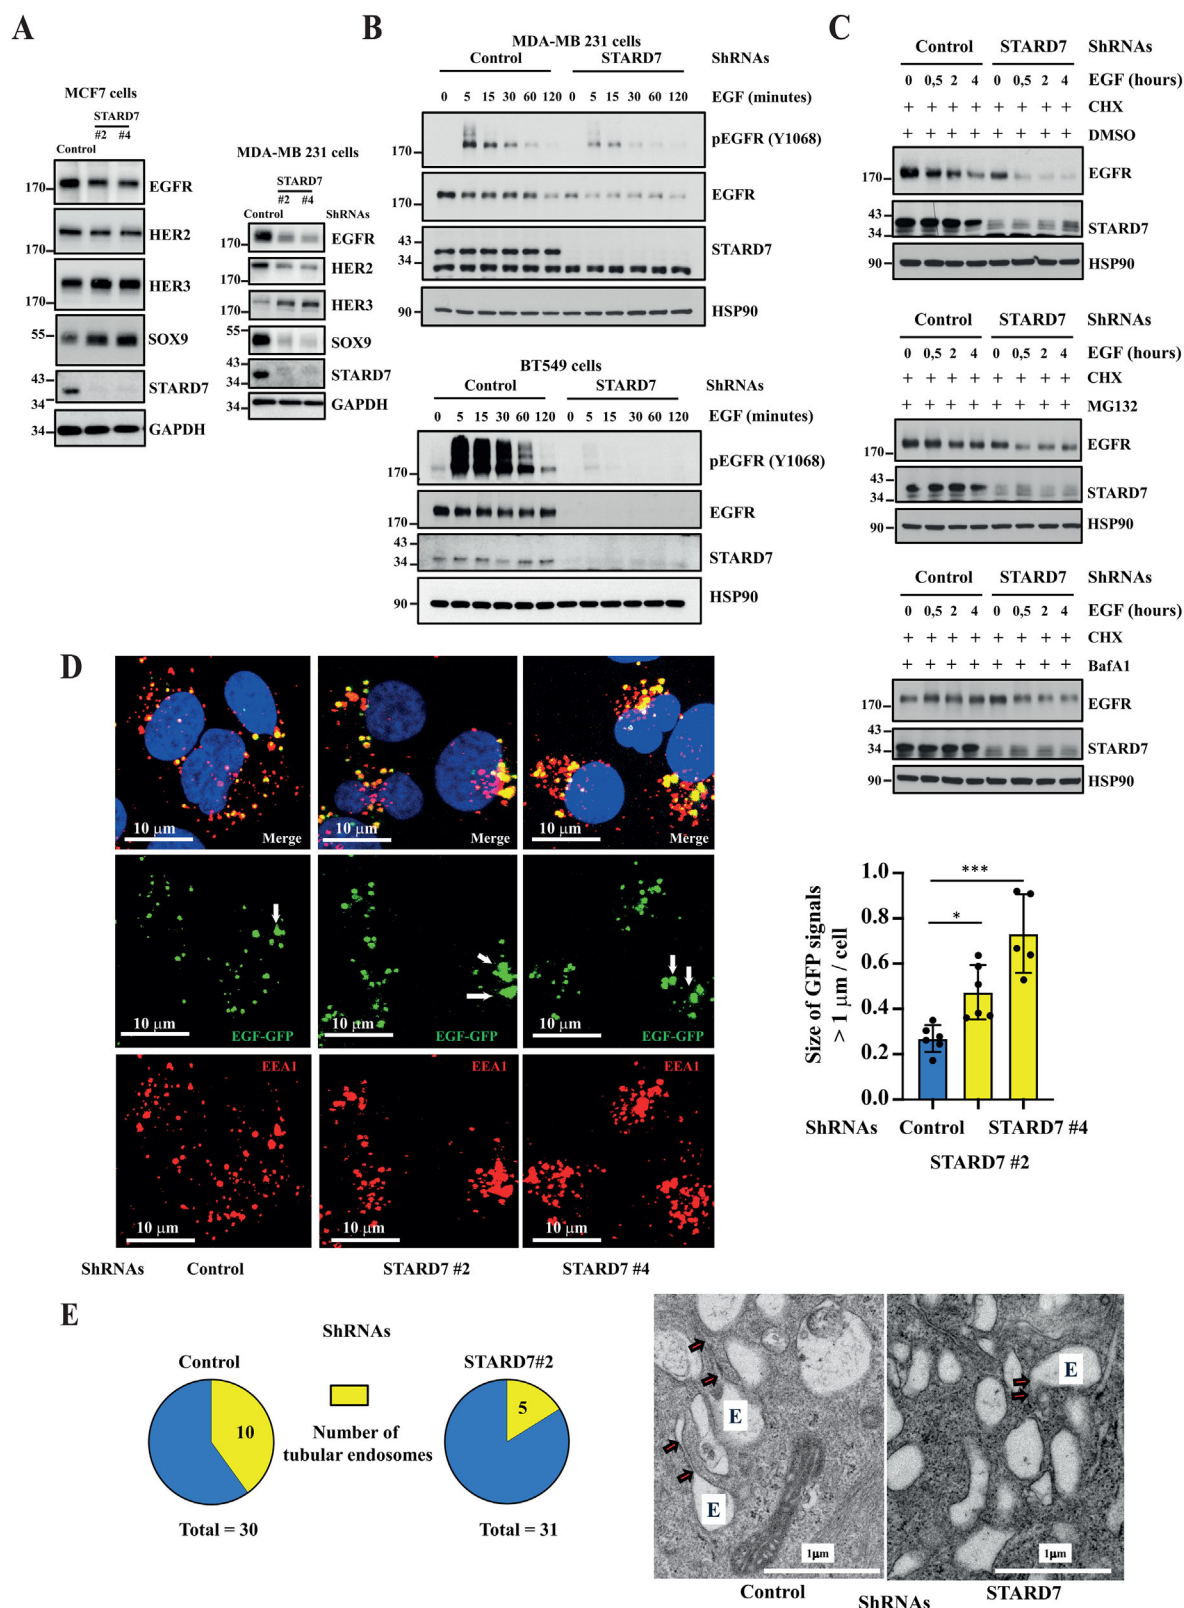 A
MCF7 cells
STARD7
#2 #4
Control
170 EGFR
170 HER2
170 HER3
55 SOX9
43
34 STARD7
34 GAPDH
MDA-MB 231 cells
STARD7
#2 #4
Control ShRNAs
170 EGFR
170 HER2
170 HER3
55 SOX9
43
34 STARD7
34 GAPDH
B
MDA-MB 231 cells
Control STARD7 ShRNAs
0 5 15 30 60 120 0 5 15 30 60 120 EGF (minutes)
170 pEGFR (Y1068)
170 EGFR
43 STARD7
34
90 HSP90
BT549 cells
Control STARD7 ShRNAs
0 5 15 30 60 120 0 5 15 30 60 120 EGF (minutes)
170 pEGFR (Y1068)
170 EGFR
43
34 STARD7
90 HSP90
C
Control STARD7 ShRNAs
0 0,5 2 4 0 0,5 2 4 EGF (hours)
+ + + + + + + + CHX
+ + + + + + + + DMSO
170 EGFR
43
34 STARD7
90 HSP90
Control STARD7 ShRNAs
0 0,5 2 4 0 0,5 2 4 EGF (hours)
+ + + + + + + + CHX
+ + + + + + + + MG132
170 EGFR
43
34 STARD7
90 HSP90
Control STARD7 ShRNAs
0 0,5 2 4 0 0,5 2 4 EGF (hours)
+ + + + + + + + CHX
+ + + + + + + + BafA1
170 EGFR
43
34 STARD7
90 HSP90
D
10 µm Merge
10 µm Merge
10 µm Merge
10 µm EGF-GFP
10 µm EGF-GFP
10 µm EGF-GFP
EEA1 10 µm
EEA1 10 µm
EEA1 10 µm
ShRNAs Control STARD7 #2 STARD7 #4
Size of GFP signals
> 1 µm / cell
1.0
0.8
0.6
0.4
0.2
0.0
***
*
ShRNAs Control STARD7 #4
STARD7 #2
E
ShRNAs
Control STARD7#2
10
5
Number of
tubular endosomes
Total = 30 Total = 31
E
E
1µm
E
1µm
Control ShRNAs STARD7